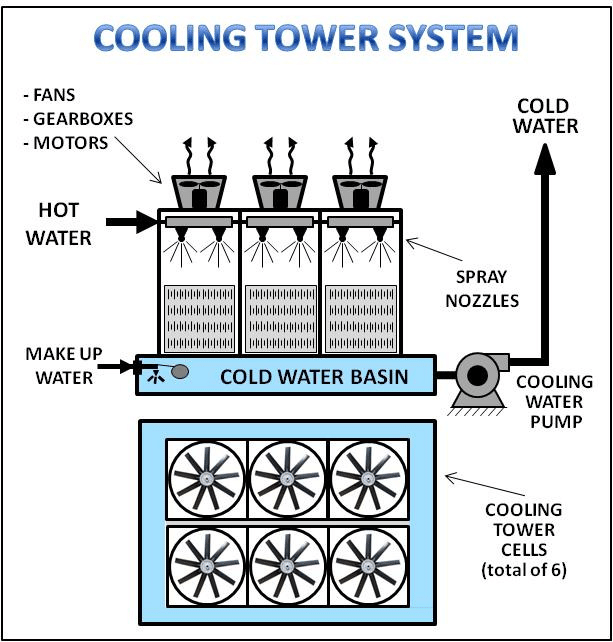 COOLING TOWER SYSTEM
- FANS
- GEARBOXES
- MOTORS
COLD
WATER
HOT
WATER
SPRAY
NOZZLES
MAKE UP
WATER
COLD WATER BASIN
COOLING
WATER
PUMP
COOLING
TOWER
CELLS
(total of 6)